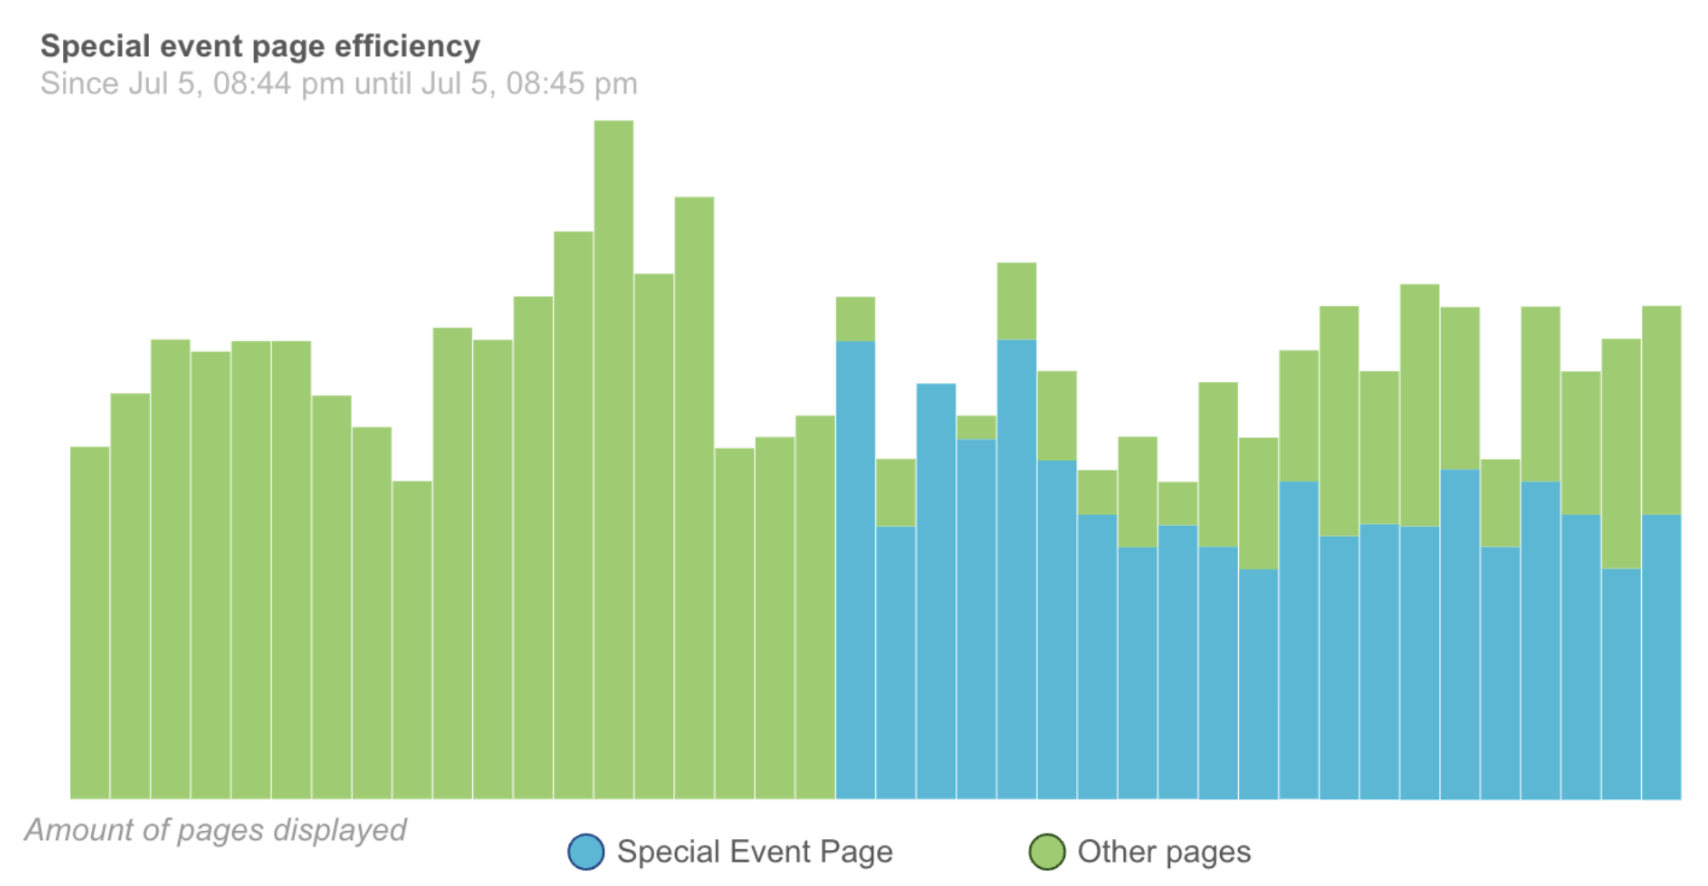 Special event page efficiency
Since Jul 5, 08:44 pm until Jul 5, 08:45 pm
Amount of pages displayed
Special Event Page
Other pages